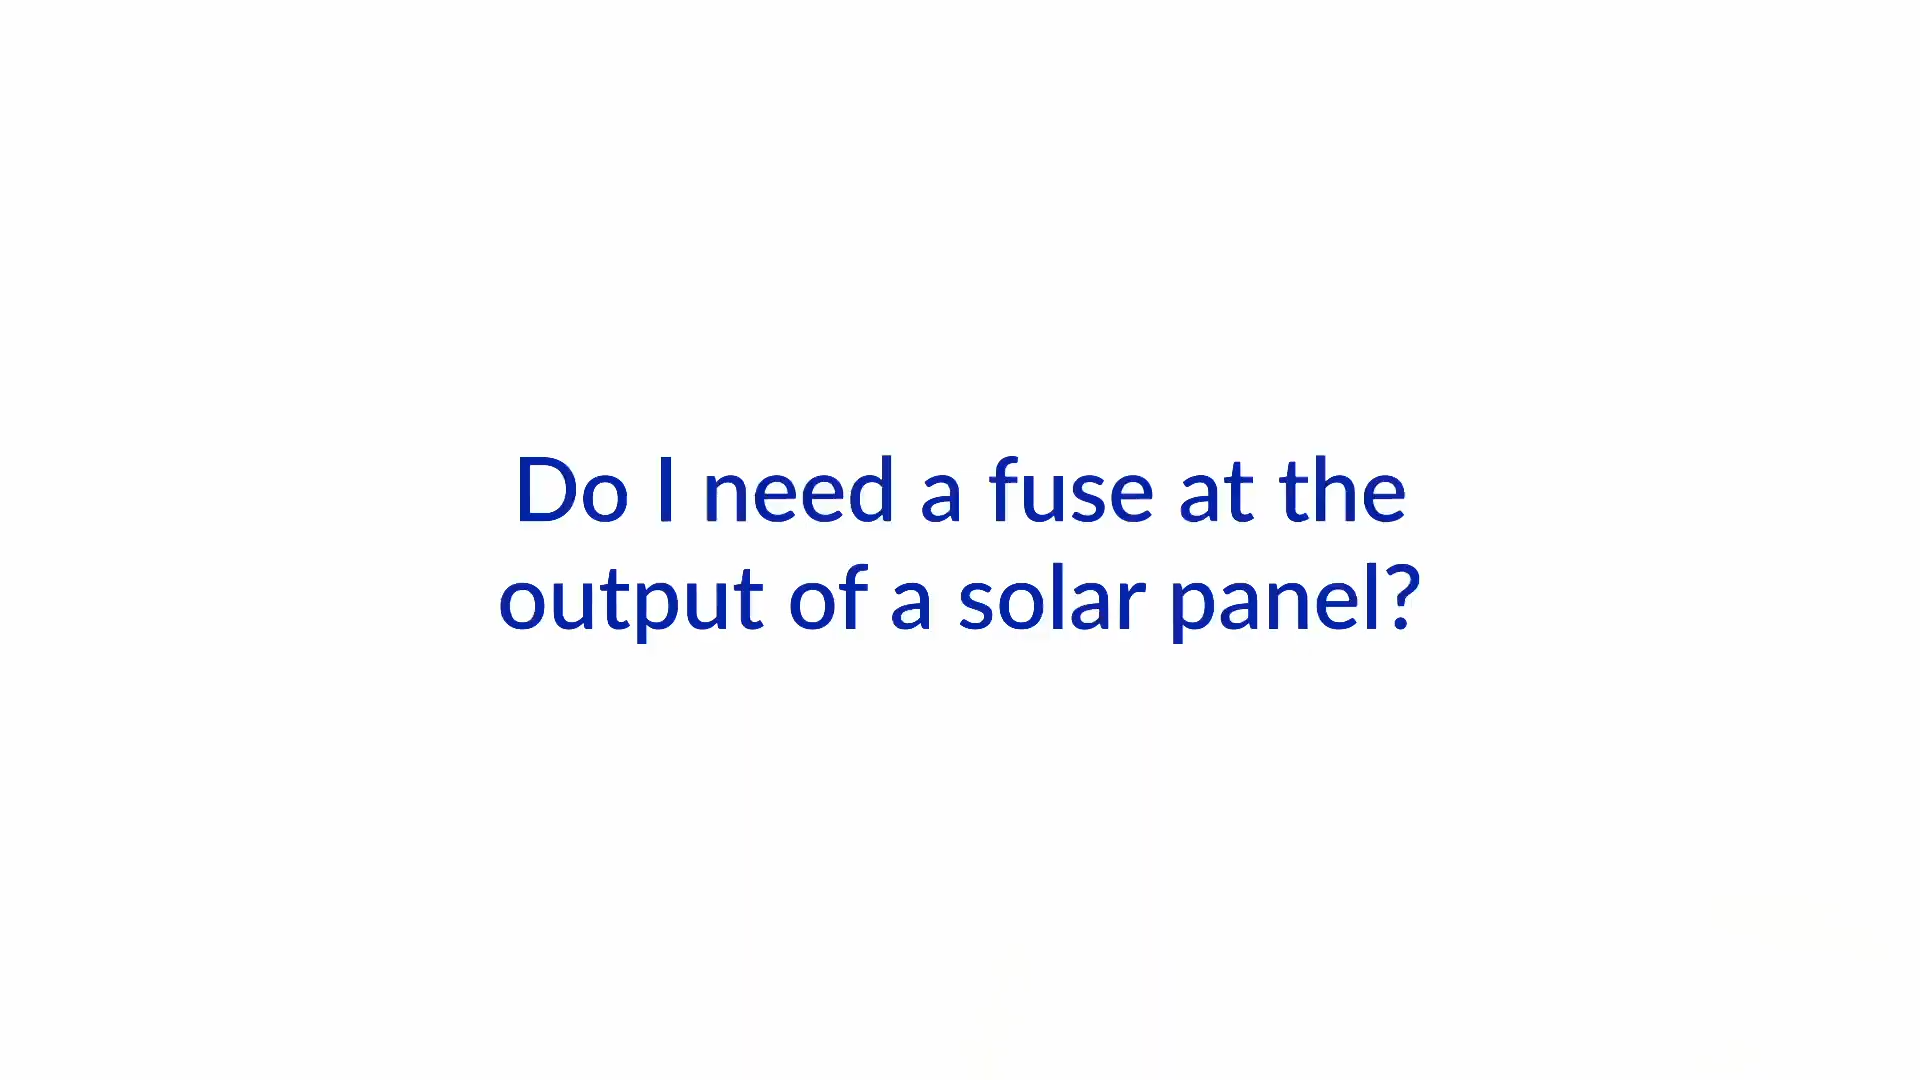 Do I need a fuse at the
output of a solar panel?